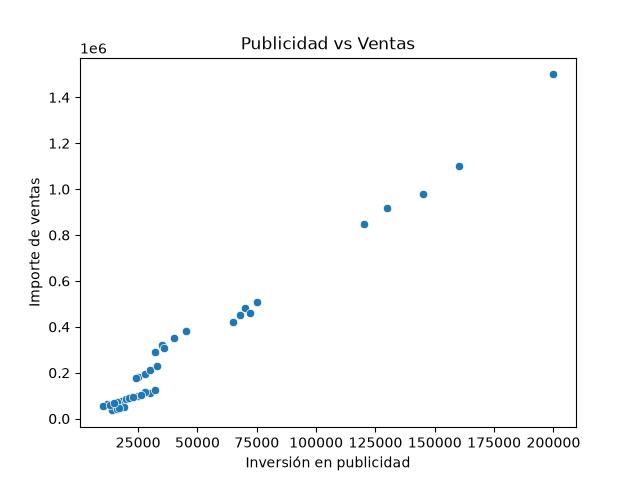 Publicidad vs Ventas
1e6
1.4
1.2
1.0
0.8
0.6
0.4
0.2
0.0
Importe de ventas
25000 50000 75000 100000 125000 150000 175000 200000
Inversión en publicidad